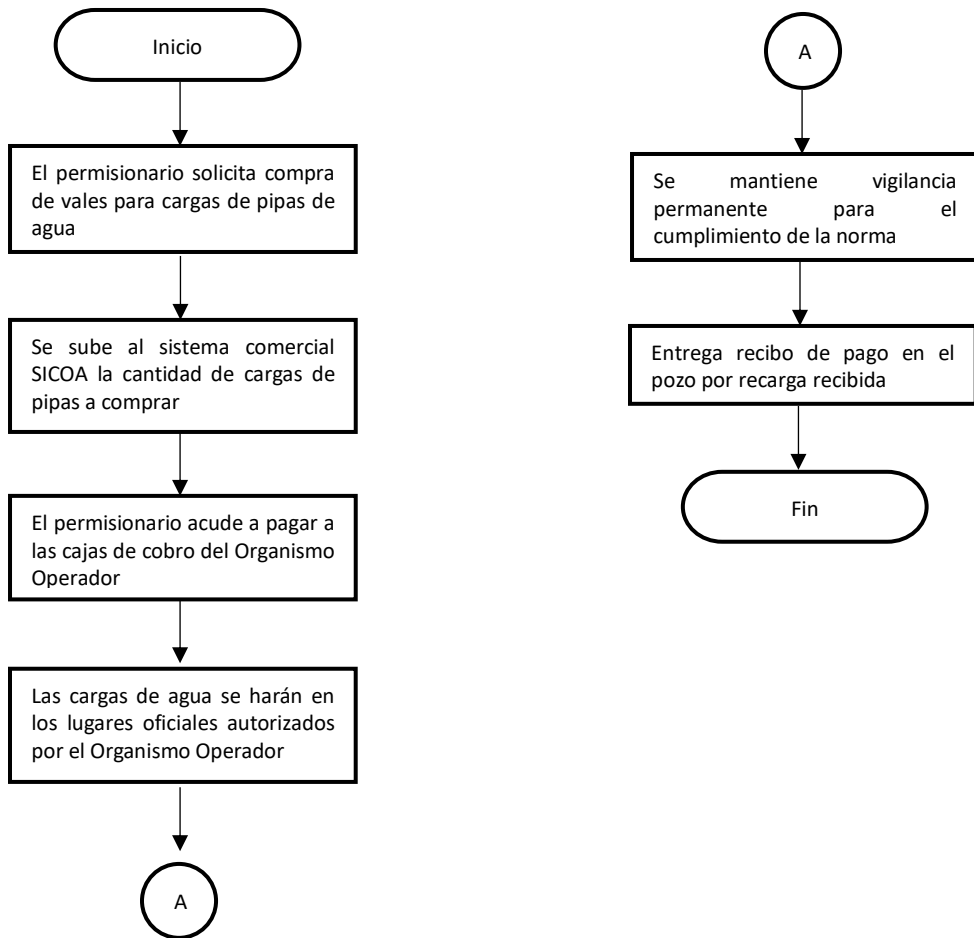 Inicio
El permisionario solicita compra
de vales para cargas de pipas de
agua
Se sube al sistema comercial
SICOA la cantidad de cargas de
pipas a comprar
El permisionario acude a pagar a
las cajas de cobro del Organismo
Operador
Las cargas de agua se harán en
los lugares oficiales autorizados
por el Organismo Operador
A
A
Se mantiene vigilancia
permanente para el
cumplimiento de la norma
Entrega recibo de pago en el
pozo por recarga recibida
Fin